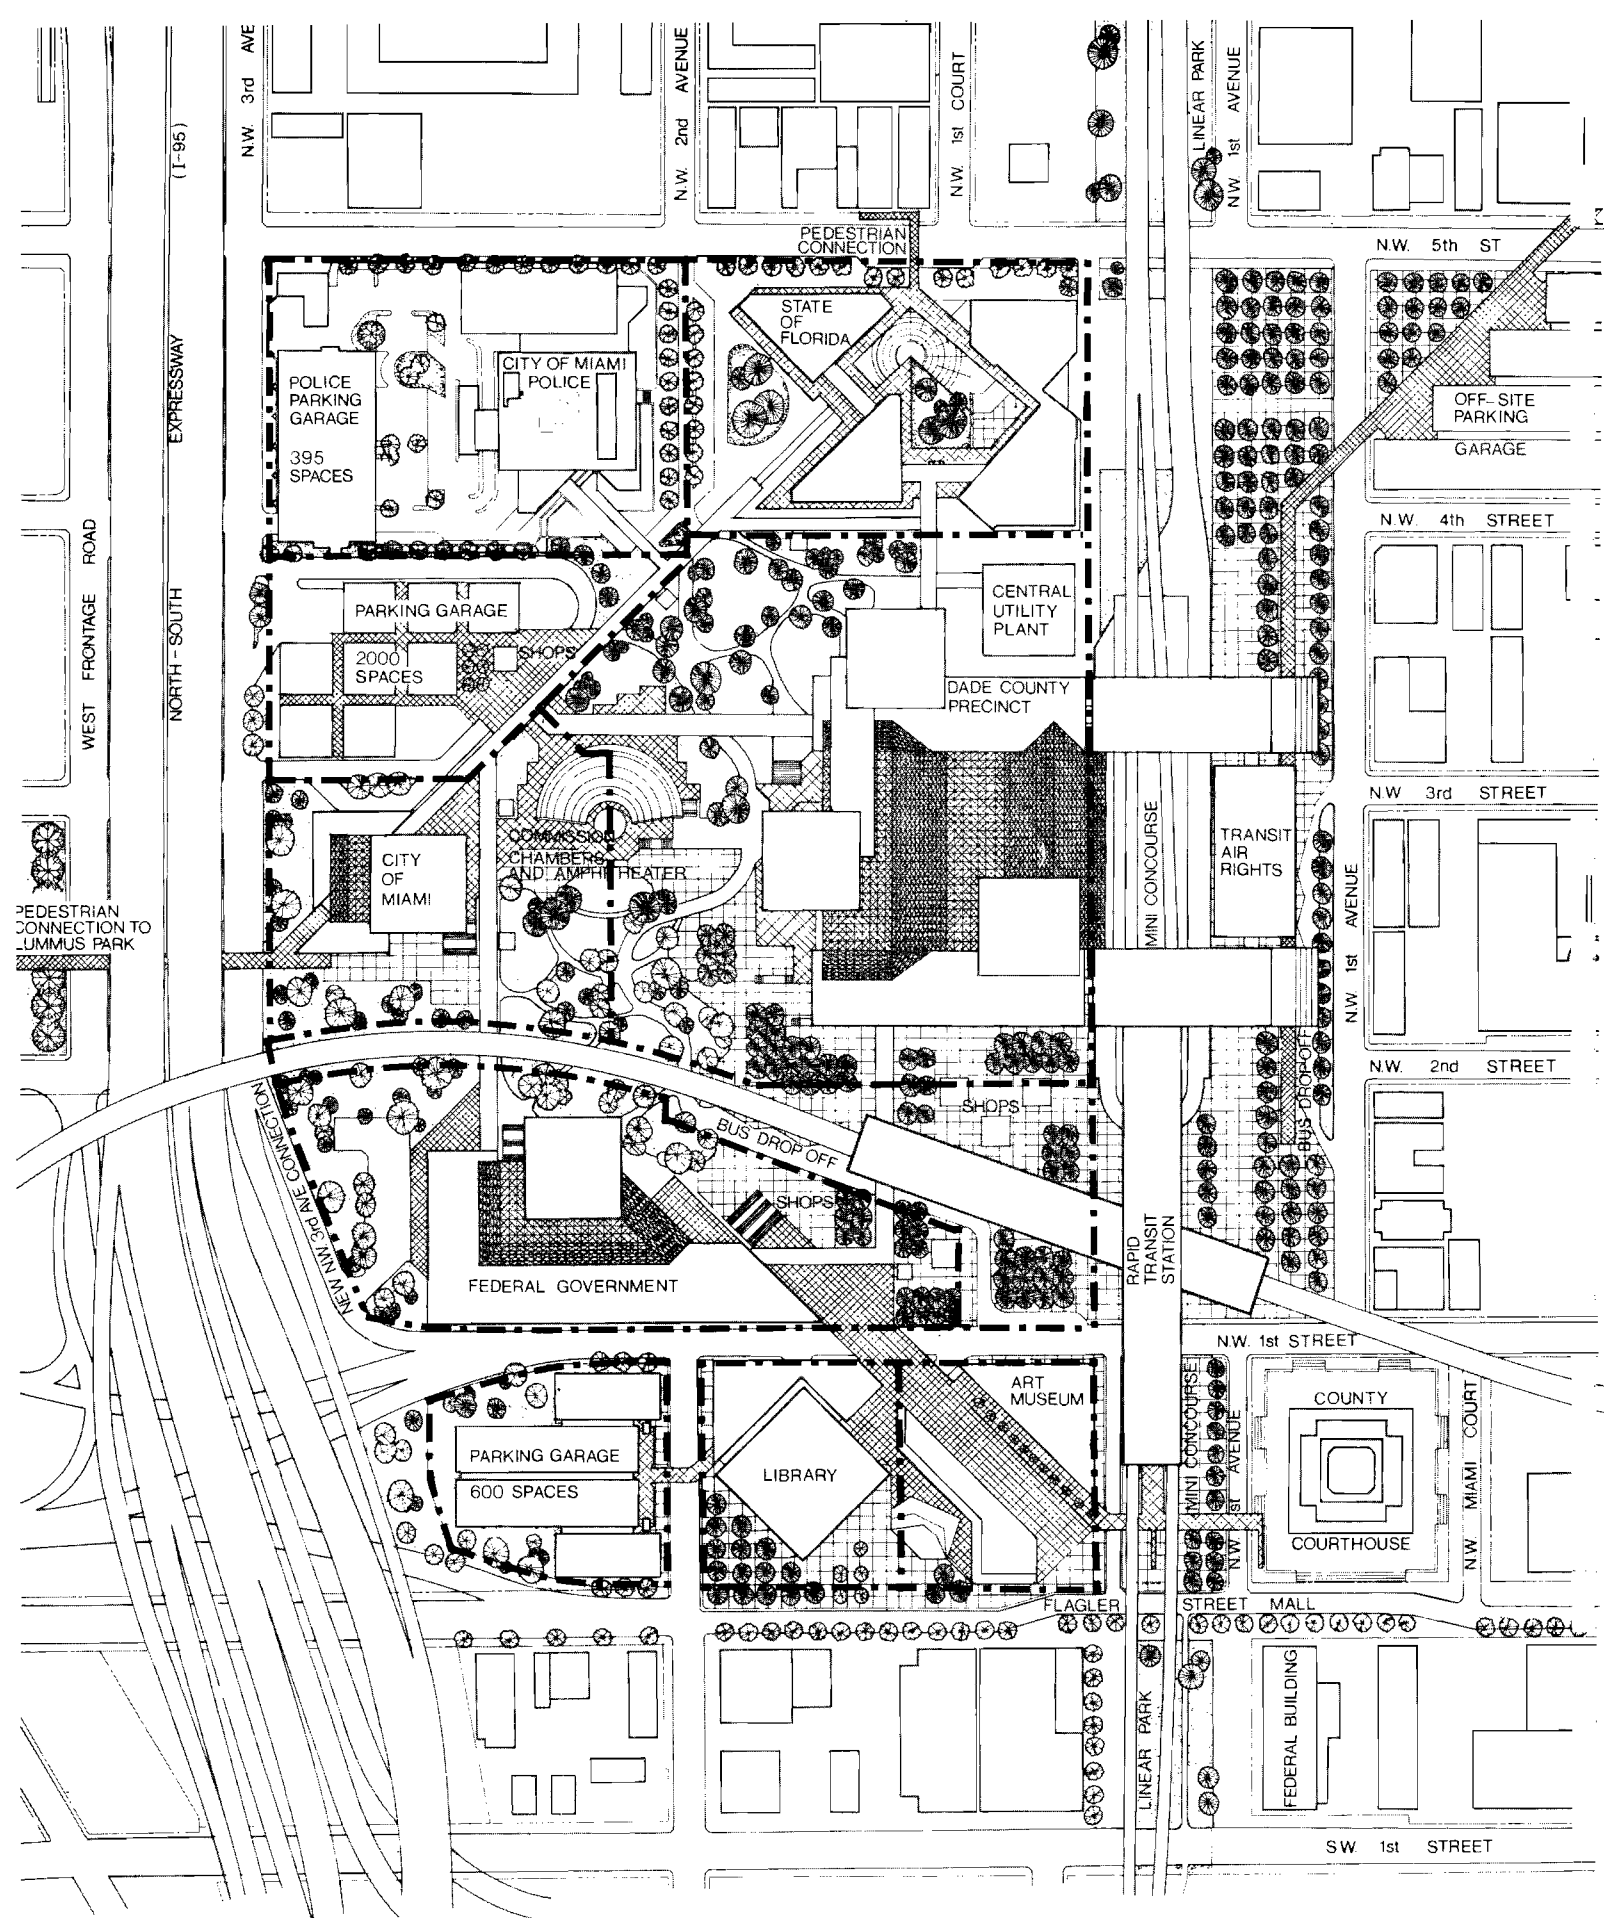 N.W. 3rd AVE
N.W. 2nd AVENUE
N.W. 1st COURT
LINEAR PARK
N.W. 1st AVENUE
(I-95)
PEDESTRIAN
CONNECTION
N.W. 5th ST
STATE
OF
FLORIDA
CITY OF MIAMI
POLICE
POLICE
PARKING
GARAGE
395
SPACES
EXPRESSWAY
OFF-SITE
PARKING
GARAGE
N.W. 4th STREET
WEST FRONTAGE ROAD
NORTH-SOUTH
PARKING GARAGE
2000
SPACES
SHOPS
CENTRAL
UTILITY
PLANT
DADE COUNTY
PRECINCT
N.W 3rd STREET
MINI CONCOURSE
TRANSIT
AIR
RIGHTS
COMMISSION
CHAMBERS
AND AMPHITHEATER
CITY
OF
MIAMI
N.W. 1st AVENUE
PEDESTRIAN
CONNECTION TO
LUMMUS PARK
N.W. 2nd STREET
BUS DROPOFF
NEW NW 3rd AVE CONNECTION
SHOPS
BUS DROP OFF
SHOPS
RAPID
TRANSIT
STATION
FEDERAL GOVERNMENT
N.W. 1st STREET
ART
MUSEUM
MINI CONCOURSE
N.W. 1st AVENUE
COUNTY
COURTHOUSE
N.W. MIAMI COURT
PARKING GARAGE
600 SPACES
LIBRARY
FLAGLER STREET MALL
LINEAR PARK
FEDERAL BUILDING
S.W. 1st STREET